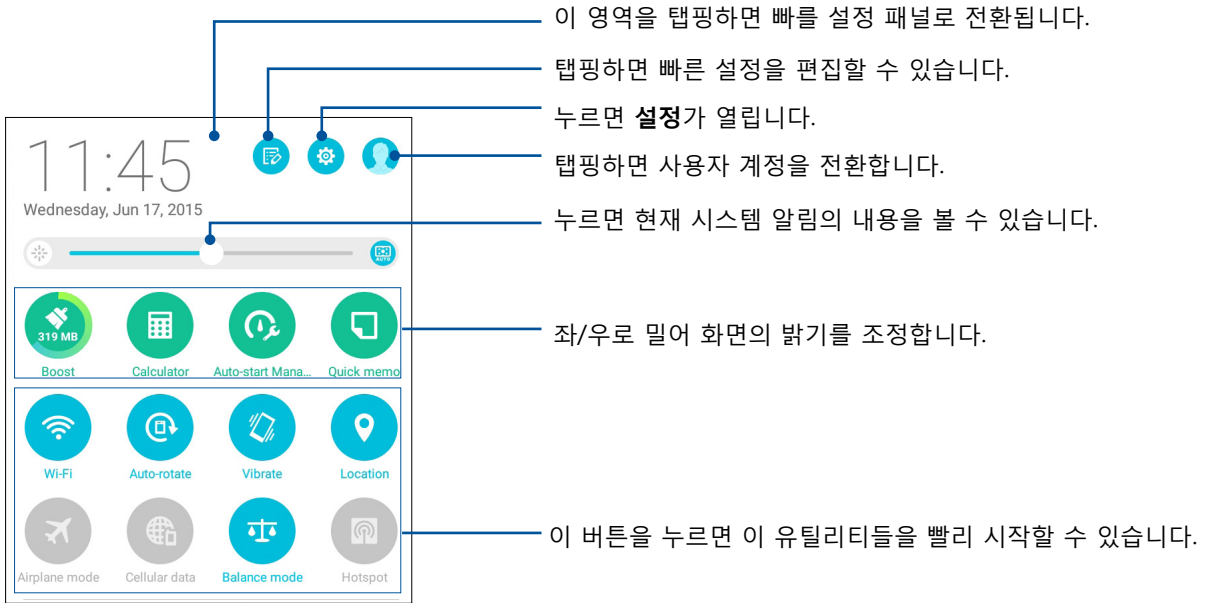 이 영역을 탭핑하면 빠를 설정 패널로 전환됩니다.
탭핑하면 빠른 설정을 편집할 수 있습니다.
누르면 설정가 열립니다.
탭핑하면 사용자 계정을 전환합니다.
누르면 현재 시스템 알림의 내용을 볼 수 있습니다.
좌/우로 밀어 화면의 밝기를 조정합니다.
이 버튼을 누르면 이 유틸리티들을 빨리 시작할 수 있습니다.
11:45
Wednesday, Jun 17, 2015
AUTO
319 MB
Boost Calculator Auto-start Mana... Quick memo
Wi-Fi Auto-rotate Vibrate Location
Airplane mode Cellular data Balance mode Hotspot